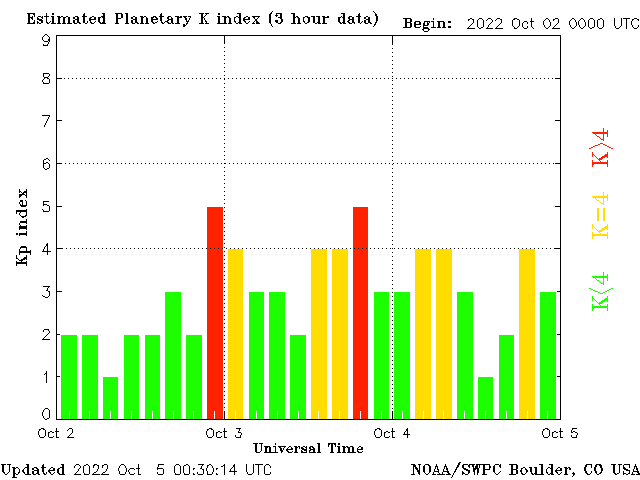 Estimated Planetary K index (3 hour data) Begin: 2022 Oct 02 0000 UTC
9
8
7
6
5
4
3
2
1
0
Kp index
K>4
K=4
K<4
Oct 2 Oct 3 Oct 4 Oct 5
Universal Time
Updated 2022 Oct 5 00:30:14 UTC NOAA/SWPC Boulder, CO USA